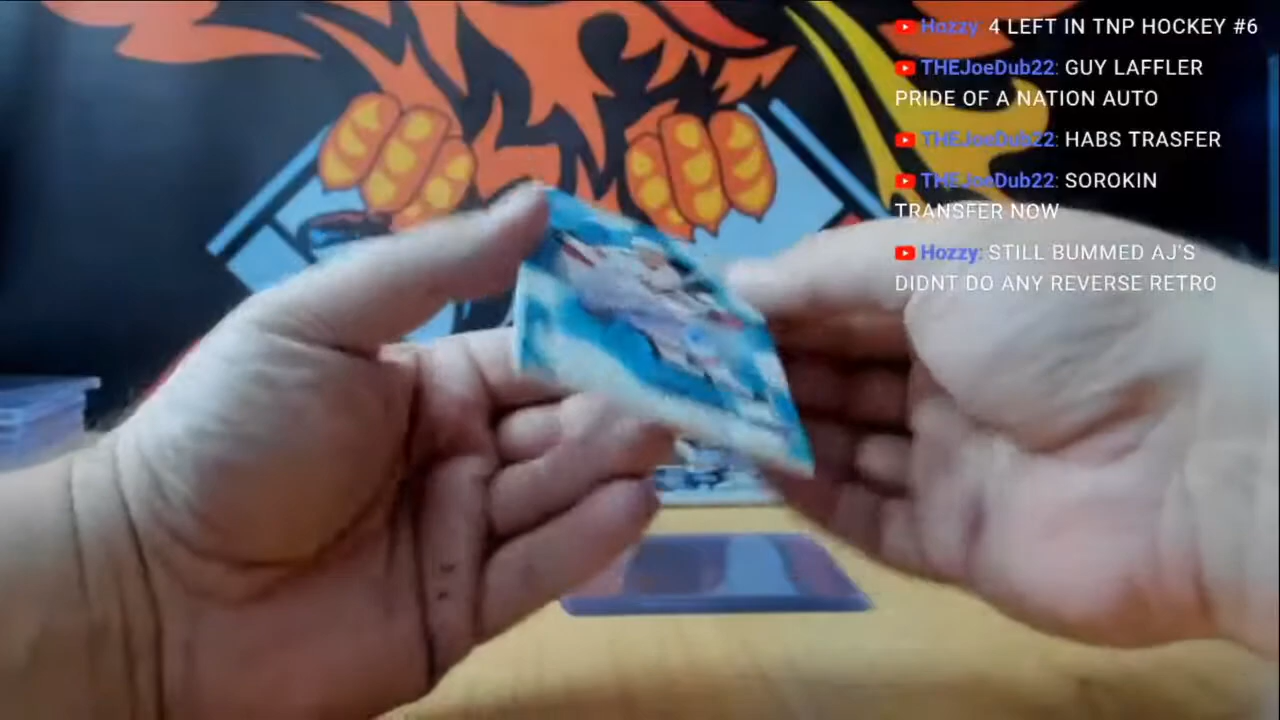 Hozzy: 4 LEFT IN TNP HOCKEY #6
THEJoeDub22: GUY LAFFLER
PRIDE OF A NATION AUTO
THEJoeDub22: HABS TRASFER
THEJoeDub22: SOROKIN
TRANSFER NOW
Hozzy: STILL BUMMED AJ'S
DIDNT DO ANY REVERSE RETRO